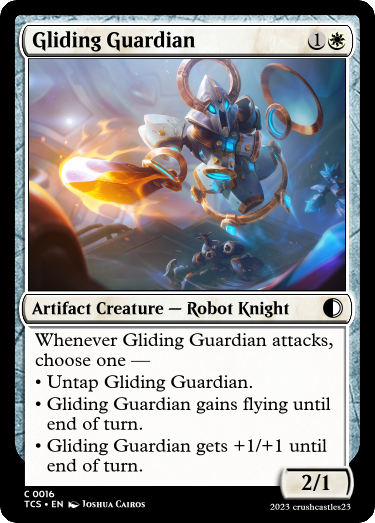 Gliding Guardian 1
Artifact Creature — Robot Knight
Whenever Gliding Guardian attacks,
choose one —
• Untap Gliding Guardian.
• Gliding Guardian gains flying until
end of turn.
• Gliding Guardian gets +1/+1 until
end of turn.
2/1
C 0016
TCS • EN Joshua Cairos
2023 crushcastles23